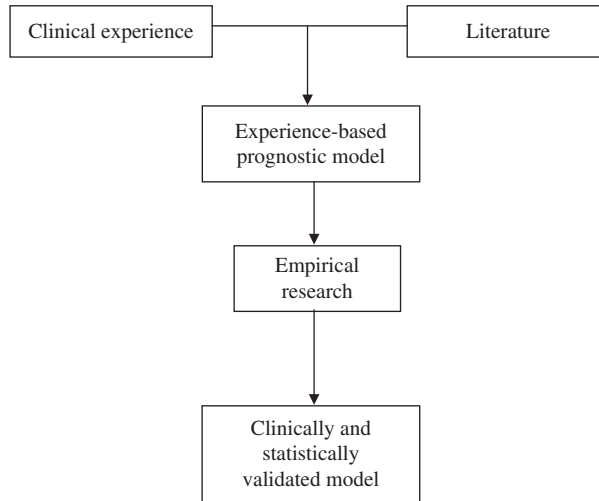 Clinical experience
Literature
Experience-based
prognostic model
Empirical
research
Clinically and
statistically
validated model